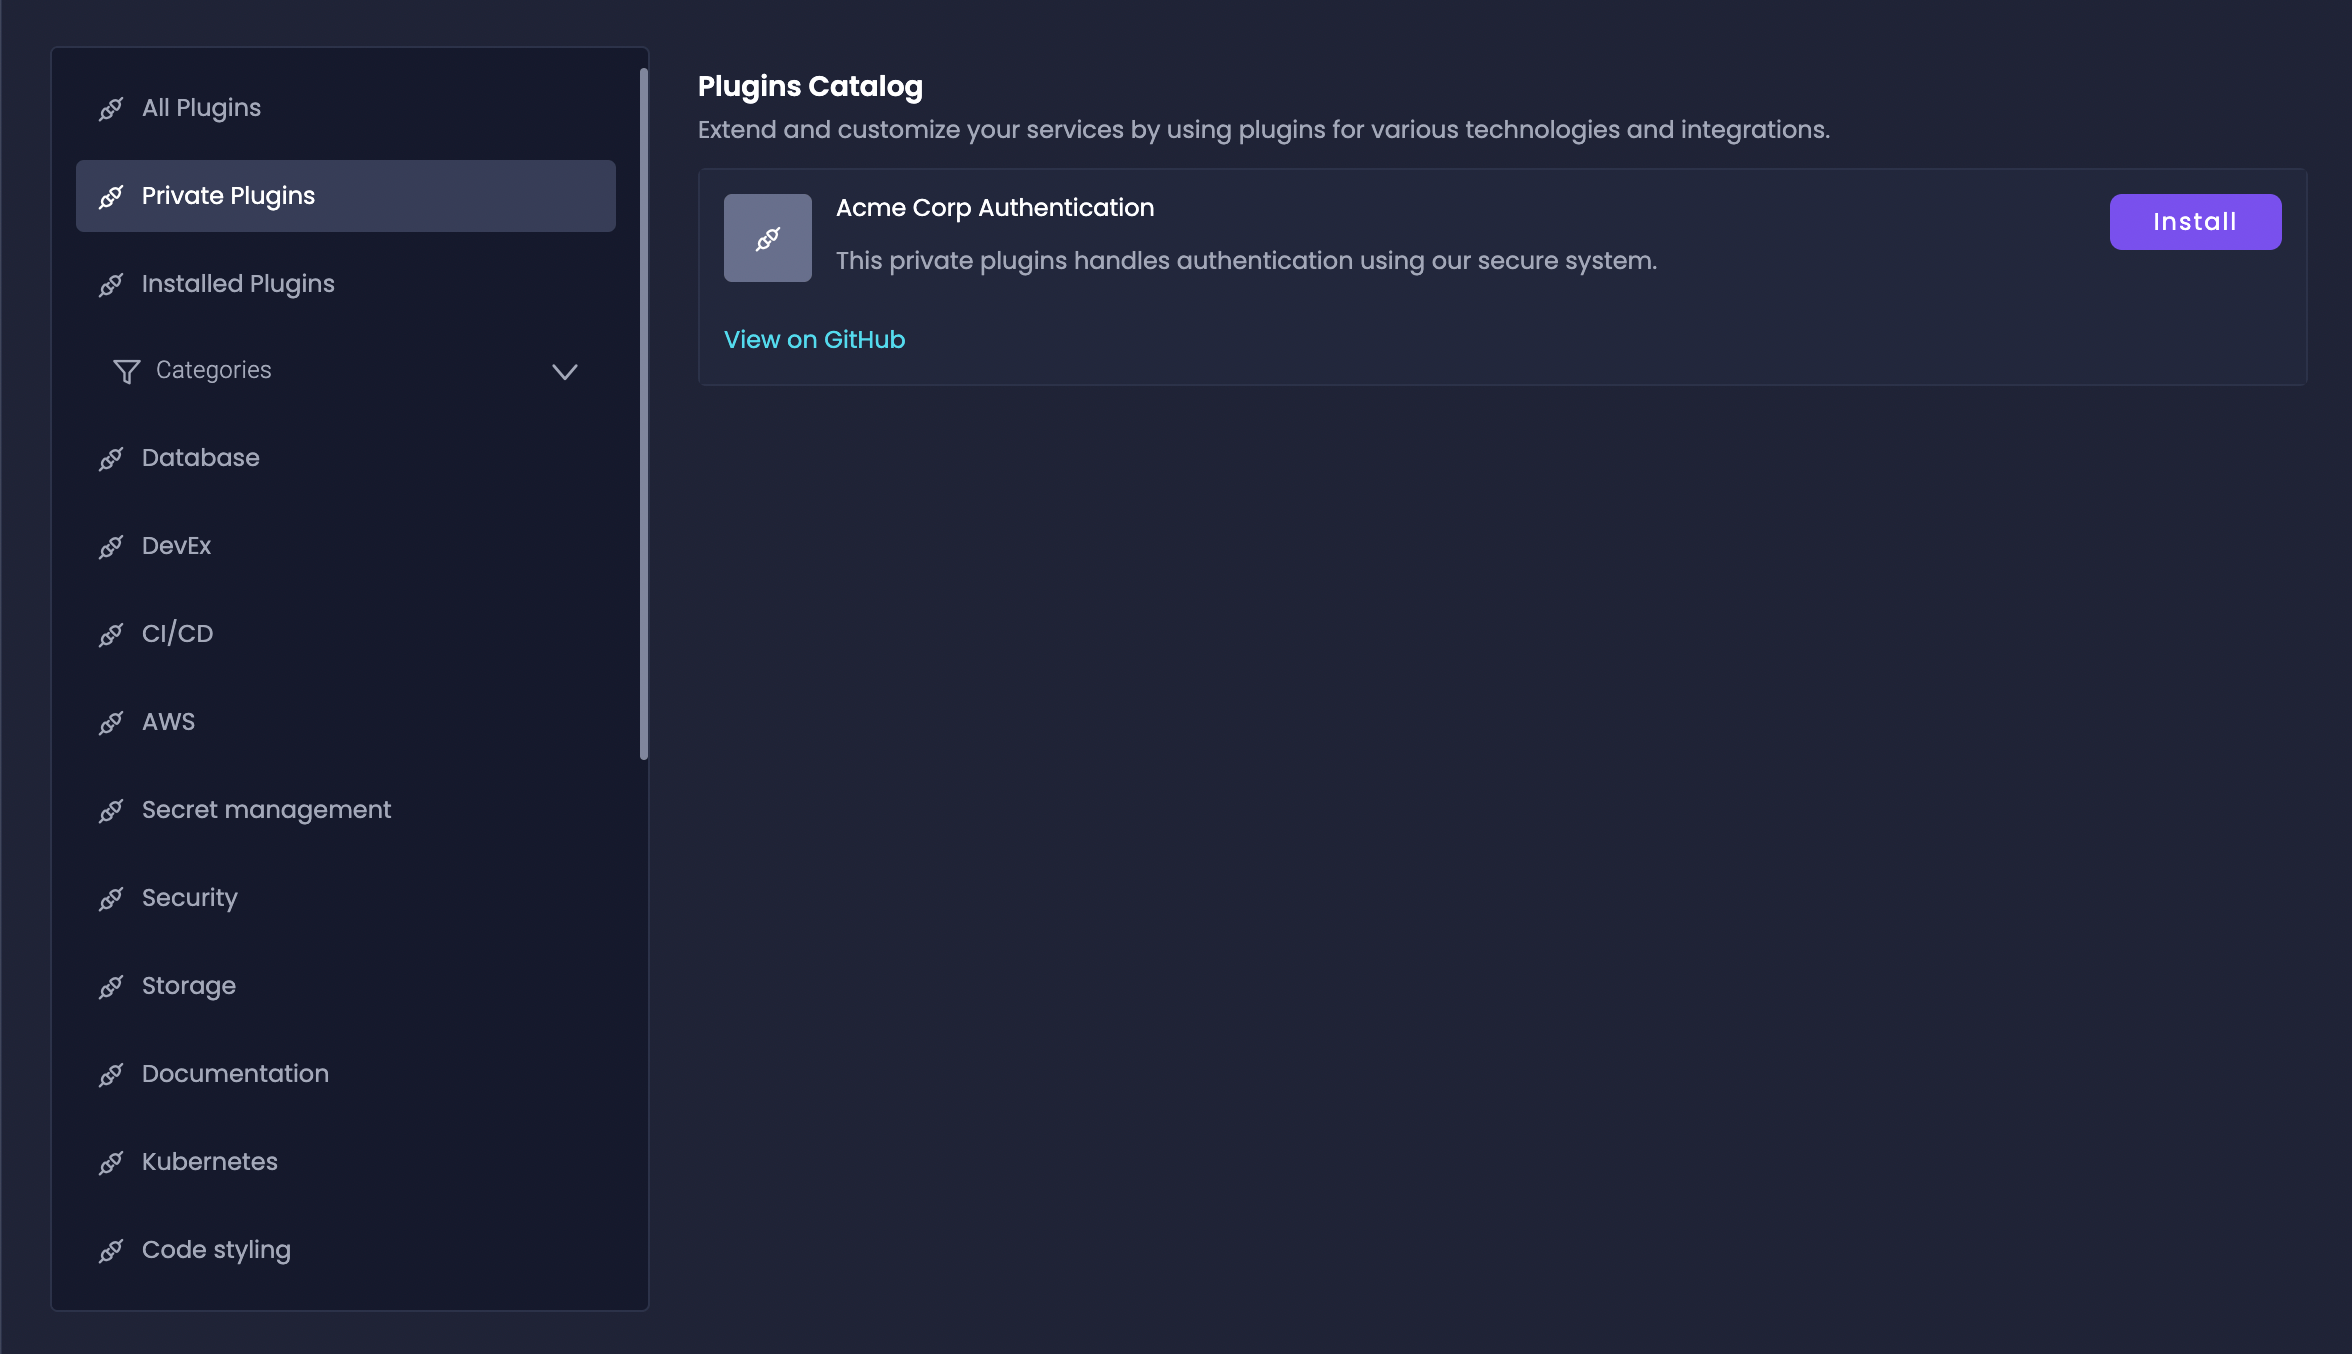 All Plugins
Private Plugins
Installed Plugins
Categories
Database
DevEx
CI/CD
AWS
Secret management
Security
Storage
Documentation
Kubernetes
Code styling
Plugins Catalog
Extend and customize your services by using plugins for various technologies and integrations.
Acme Corp Authentication
Install
This private plugins handles authentication using our secure system.
View on GitHub